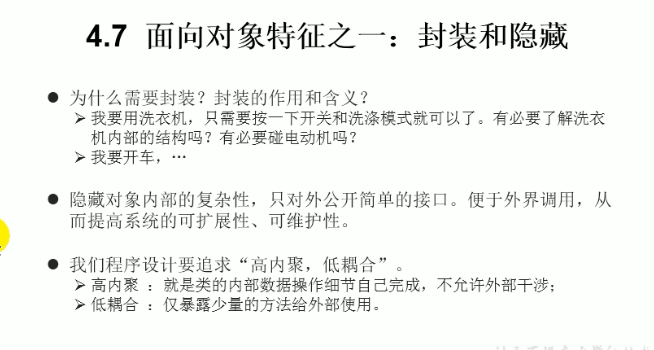 4.7 面向对象特征之一：封装和隐藏
● 为什么需要封装？封装的作用和含义？
➢ 我要用洗衣机，只需要按一下开关和洗涤模式就可以了。有必要了解洗衣
机内部的结构吗？有必要碰电动机吗？
➢ 我要开车，…
● 隐藏对象内部的复杂性，只对外公开简单的接口。便于外界调用，从
而提高系统的可扩展性、可维护性。
● 我们程序设计要追求“高内聚，低耦合”。
➢ 高内聚 ：就是类的内部数据操作细节自己完成，不允许外部干涉；
➢ 低耦合 ：仅暴露少量的方法给外部使用。